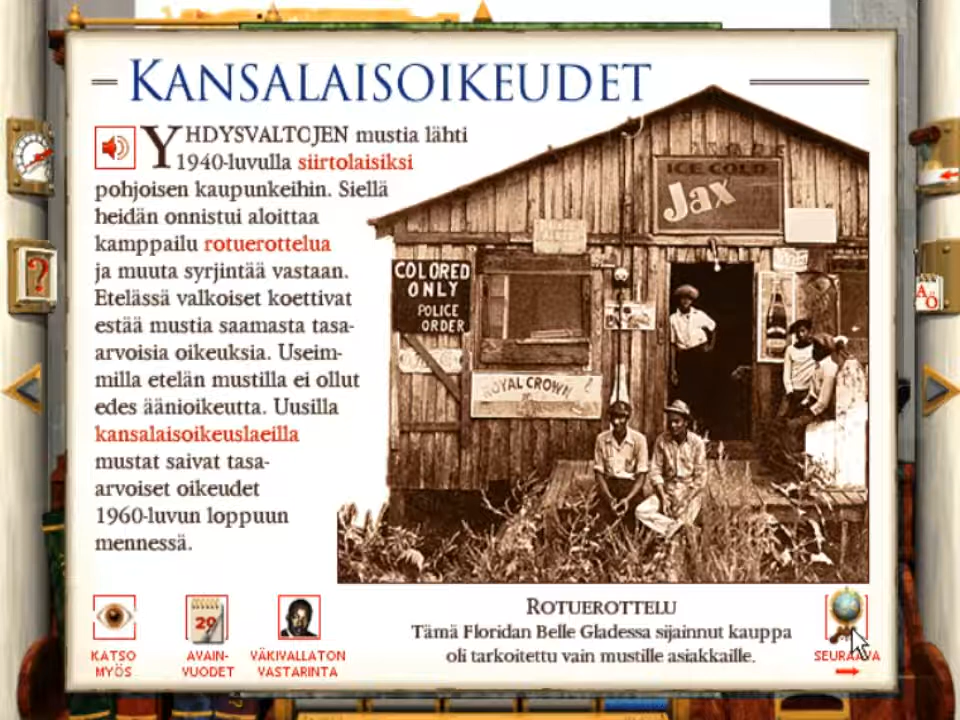 KANSALAISOIKEUDET
YHDYSVALTOJEN mustia lähti
1940-luvulla siirtolaisiksi
pohjoisen kaupunkeihin. Siellä
heidän onnistui aloittaa
kamppailu rotuerottelua
ja muuta syrjintää vastaan.
Etelässä valkoiset koettivat
estää mustia saamasta tasa-
arvoisia oikeuksia. Useim-
milla etelän mustilla ei ollut
edes äänioikeutta. Uusilla
kansalaisoikeuslaeilla
mustat saivat tasa-
arvoiset oikeudet
1960-luvun loppuun
mennessä.
ICE COLD
Jax
COLORED
ONLY
POLICE
ORDER
ROYAL CROWN
ROTUEROTTELU
Tämä Floridan Belle Gladessa sijainnut kauppa
oli tarkoitettu vain mustille asiakkaille.
?
A
Ö
29
KATSO
MYÖS
AVAIN-
VUODET
VÄKIVALLATON
VASTARINTA
SEURAAVA